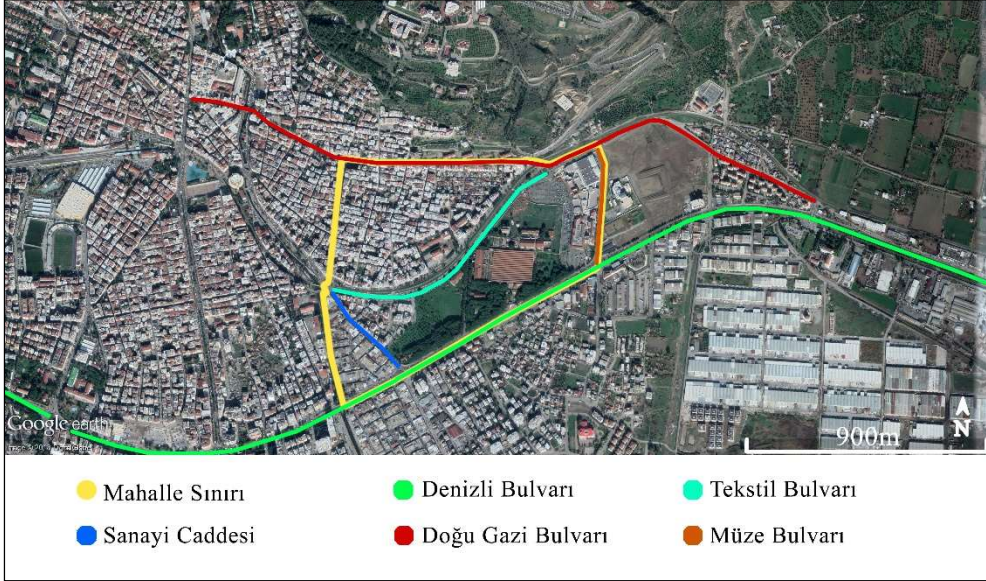 Google earth
900m
N
Mahalle Sınırı
Denizli Bulvarı
Tekstil Bulvarı
Sanayi Caddesi
Doğu Gazi Bulvarı
Müze Bulvarı